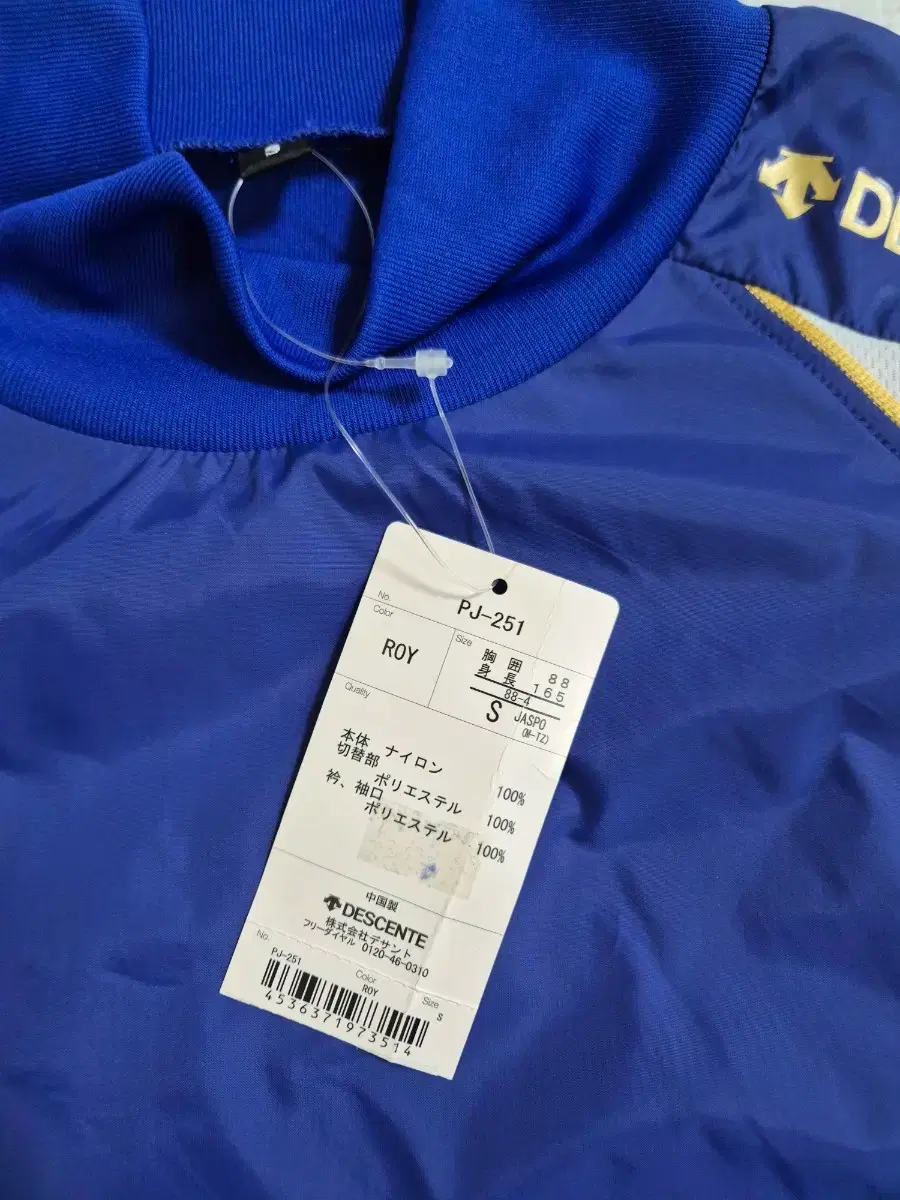 S
DE
No.
PJ-251
Color
ROY
Size
胸囲 88
身長 165
88-4
S JASPO
(M-TZ)
Quality
本体 ナイロン 100%
切替部
ポリエステル 100%
衿、袖口
ポリエステル 100%
中国製
DESCENTE
株式会社デサント
フリーダイヤル 0120-46-0310
No.
PJ-251
Color
ROY
Size
S
4536371973514